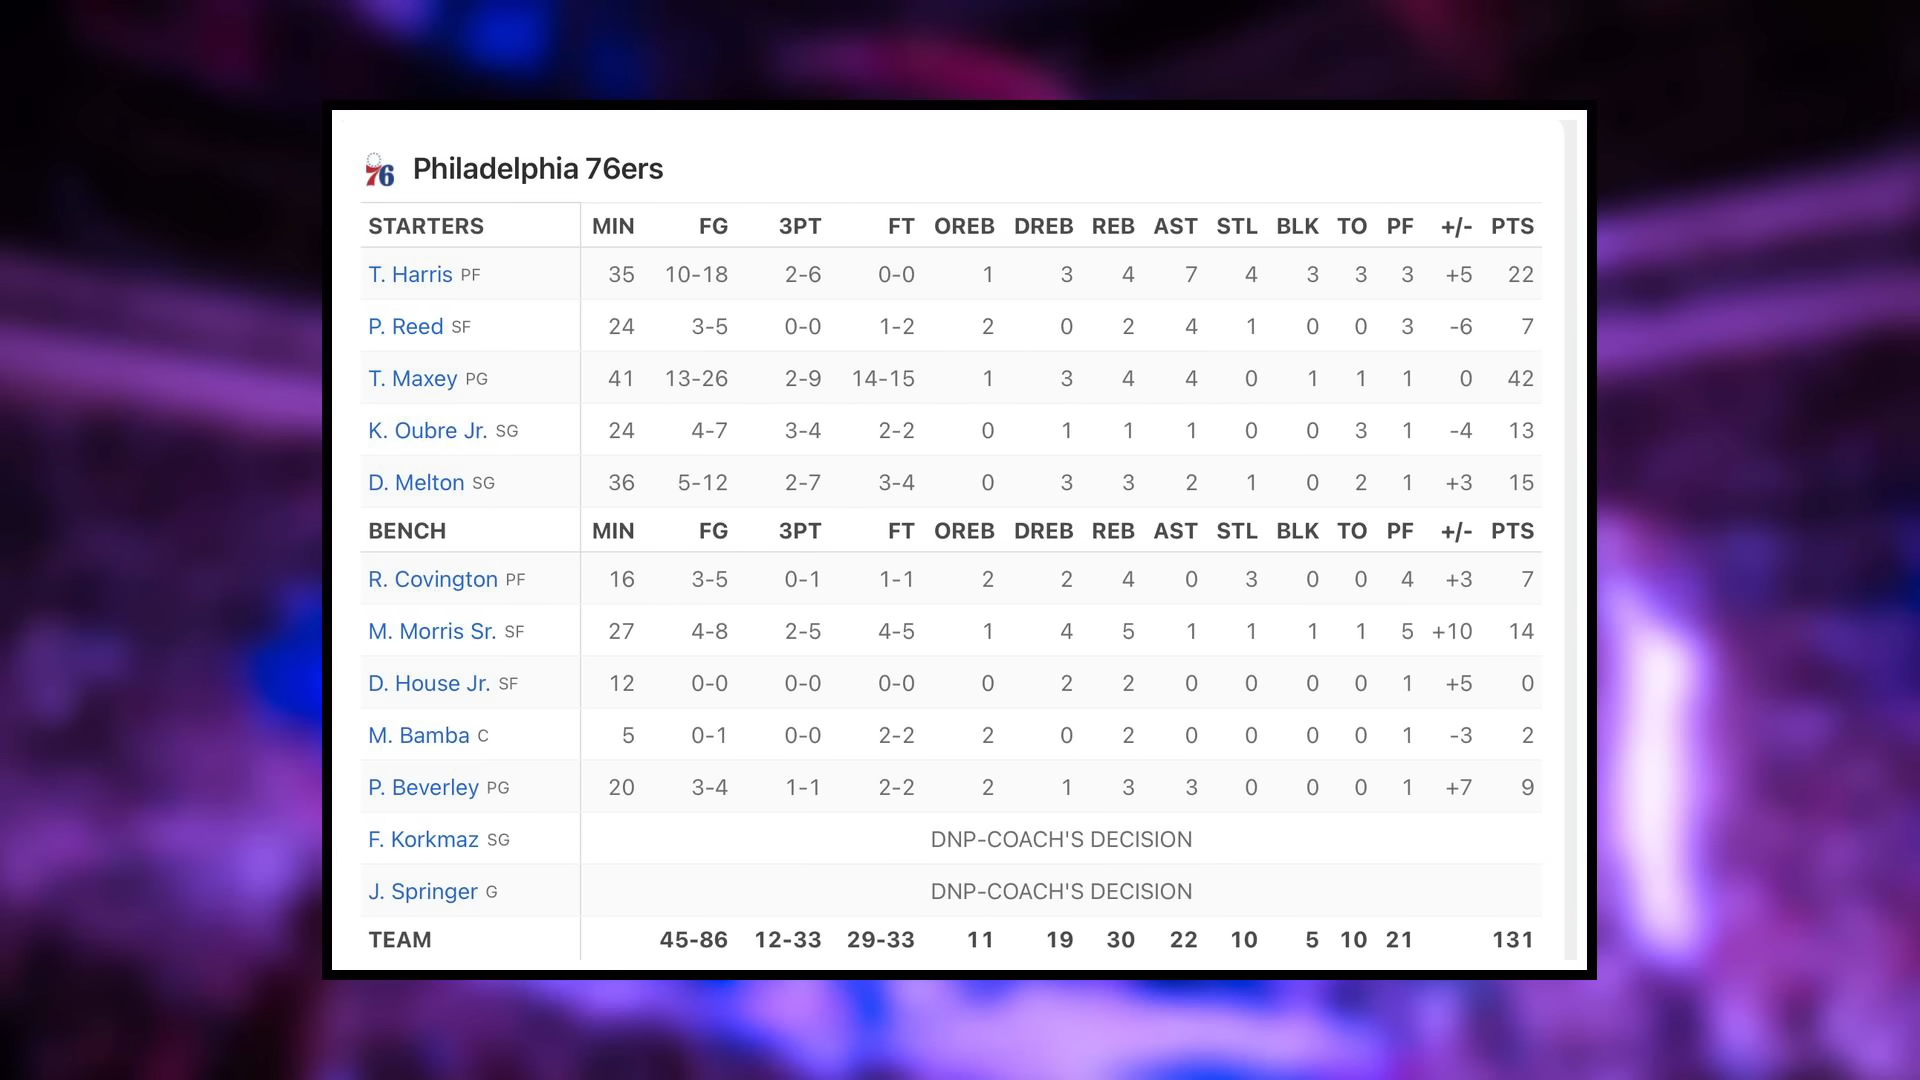 76 Philadelphia 76ers
STARTERS MIN FG 3PT FT OREB DREB REB AST STL BLK TO PF +/- PTS
T. Harris PF 35 10-18 2-6 0-0 1 3 4 7 4 3 3 3 +5 22
P. Reed SF 24 3-5 0-0 1-2 2 0 2 4 1 0 0 3 -6 7
T. Maxey PG 41 13-26 2-9 14-15 1 3 4 4 0 1 1 1 0 42
K. Oubre Jr. SG 24 4-7 3-4 2-2 0 1 1 1 0 0 3 1 -4 13
D. Melton SG 36 5-12 2-7 3-4 0 3 3 2 1 0 2 1 +3 15
BENCH MIN FG 3PT FT OREB DREB REB AST STL BLK TO PF +/- PTS
R. Covington PF 16 3-5 0-1 1-1 2 2 4 0 3 0 0 4 +3 7
M. Morris Sr. SF 27 4-8 2-5 4-5 1 4 5 1 1 1 1 5 +10 14
D. House Jr. SF 12 0-0 0-0 0-0 0 2 2 0 0 0 0 1 +5 0
M. Bamba C 5 0-1 0-0 2-2 2 0 2 0 0 0 0 1 -3 2
P. Beverley PG 20 3-4 1-1 2-2 2 1 3 3 0 0 0 1 +7 9
F. Korkmaz SG DNP-COACH'S DECISION
J. Springer G DNP-COACH'S DECISION
TEAM 45-86 12-33 29-33 11 19 30 22 10 5 10 21 131